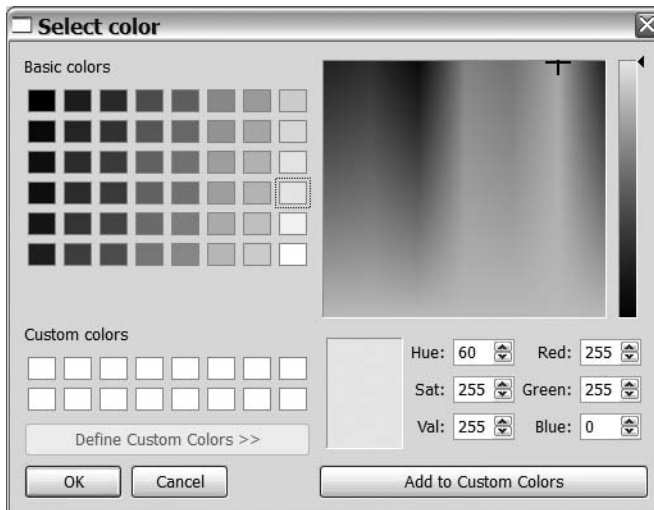 Select color
Basic colors
Custom colors
Define Custom Colors >>
OK
Cancel
Hue: 60
Red: 255
Sat: 255
Green: 255
Val: 255
Blue: 0
Add to Custom Colors